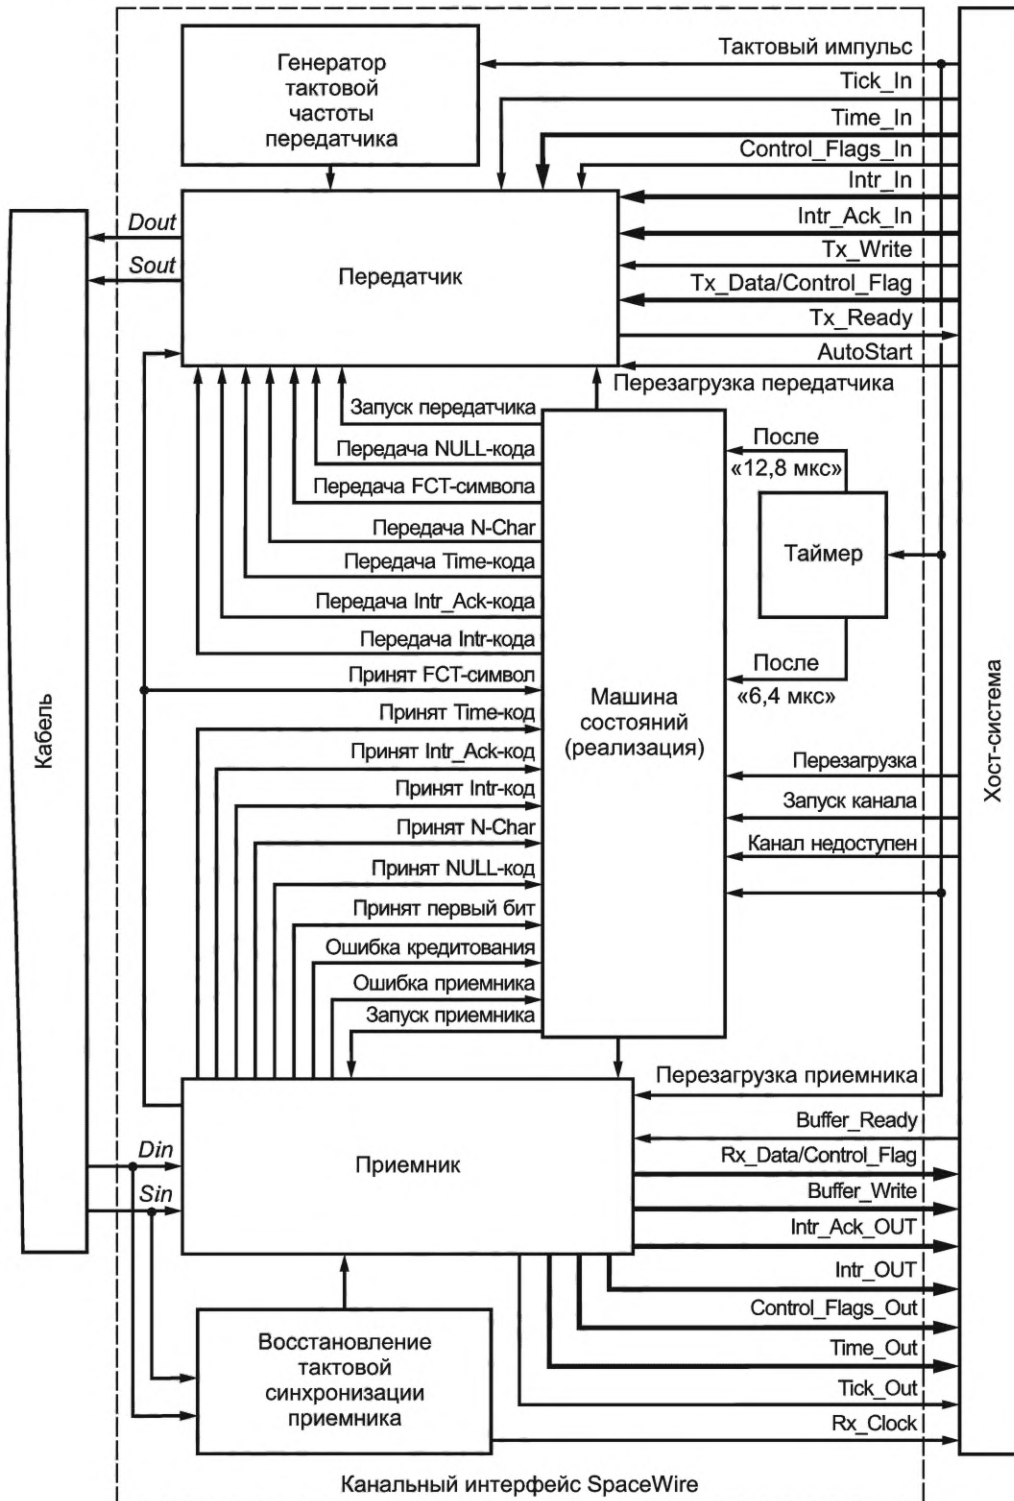 Генератор
тактовой
частоты
передатчика
Тактовый импульс
Tick_In
Time_In
Control_Flags_In
Intr_In
Intr_Ack_In
Tx_Write
Tx_Data/Control_Flag
Tx_Ready
AutoStart
Dout
Sout
Передатчик
Перезагрузка передатчика
Запуск передатчика
Передача NULL-кода
Передача FCT-символа
Передача N-Char
Передача Time-кода
Передача Intr_Ack-кода
Передача Intr-кода
Принят FCT-символ
Принят Time-код
Принят Intr_Ack-код
Принят Intr-код
Принят N-Char
Принят NULL-код
Принят первый бит
Ошибка кредитования
Ошибка приемника
Запуск приемника
Машина
состояний
(реализация)
После
«12,8 мкс»
Таймер
После
«6,4 мкс»
Перезагрузка
Запуск канала
Канал недоступен
Кабель
Хост-система
Перезагрузка приемника
Buffer_Ready
Rx_Data/Control_Flag
Buffer_Write
Intr_Ack_OUT
Intr_OUT
Control_Flags_Out
Time_Out
Tick_Out
Rx_Clock
Din
Sin
Приемник
Восстановление
тактовой
синхронизации
приемника
Канальный интерфейс SpaceWire